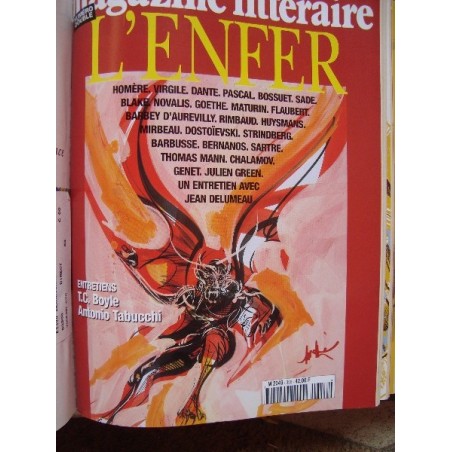 magazine littéraire
L'ENFER
HOMÈRE. VIRGILE. DANTE. PASCAL. BOSSUET. SADE.
BLAKE. NOVALIS. GOETHE. MATURIN. FLAUBERT.
BARBEY D'AUREVILLY. RIMBAUD. HUYSMANS.
MIRBEAU. DOSTOÏEVSKI. STRINDBERG.
BARBUSSE. BERNANOS. SARTRE.
THOMAS MANN. CHALAMOV.
GENET. JULIEN GREEN.
UN ENTRETIEN AVEC
JEAN DELUMEAU
ENTRETIENS
T.C. Boyle
Antonio Tabucchi